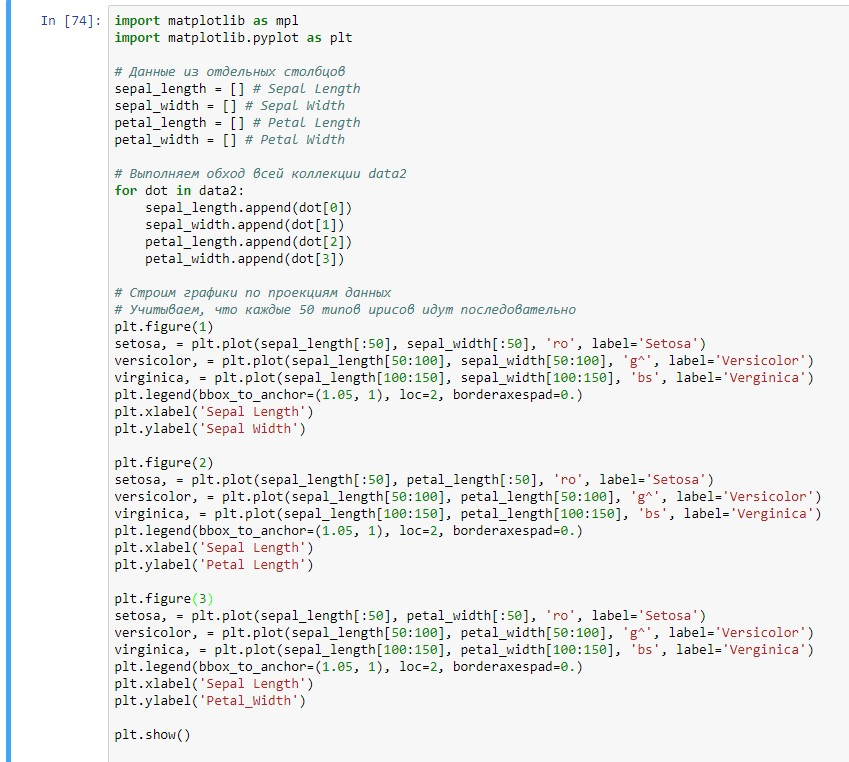 In [74]:
import matplotlib as mpl
import matplotlib.pyplot as plt

# Данные из отдельных столбцов
sepal_length = [] # Sepal Length
sepal_width = [] # Sepal Width
petal_length = [] # Petal Length
petal_width = [] # Petal Width

# Выполняем обход всей коллекции data2
for dot in data2:
    sepal_length.append(dot[0])
    sepal_width.append(dot[1])
    petal_length.append(dot[2])
    petal_width.append(dot[3])

# Строим графики по проекциям данных
# Учитываем, что каждые 50 типов ирисов идут последовательно
plt.figure(1)
setosa, = plt.plot(sepal_length[:50], sepal_width[:50], 'ro', label='Setosa')
versicolor, = plt.plot(sepal_length[50:100], sepal_width[50:100], 'g^', label='Versicolor')
virginica, = plt.plot(sepal_length[100:150], sepal_width[100:150], 'bs', label='Verginica')
plt.legend(bbox_to_anchor=(1.05, 1), loc=2, borderaxespad=0.)
plt.xlabel('Sepal Length')
plt.ylabel('Sepal Width')

plt.figure(2)
setosa, = plt.plot(sepal_length[:50], petal_length[:50], 'ro', label='Setosa')
versicolor, = plt.plot(sepal_length[50:100], petal_length[50:100], 'g^', label='Versicolor')
virginica, = plt.plot(sepal_length[100:150], petal_length[100:150], 'bs', label='Verginica')
plt.legend(bbox_to_anchor=(1.05, 1), loc=2, borderaxespad=0.)
plt.xlabel('Sepal Length')
plt.ylabel('Petal Length')

plt.figure(3)
setosa, = plt.plot(sepal_length[:50], petal_width[:50], 'ro', label='Setosa')
versicolor, = plt.plot(sepal_length[50:100], petal_width[50:100], 'g^', label='Versicolor')
virginica, = plt.plot(sepal_length[100:150], petal_width[100:150], 'bs', label='Verginica')
plt.legend(bbox_to_anchor=(1.05, 1), loc=2, borderaxespad=0.)
plt.xlabel('Sepal Length')
plt.ylabel('Petal_Width')

plt.show()